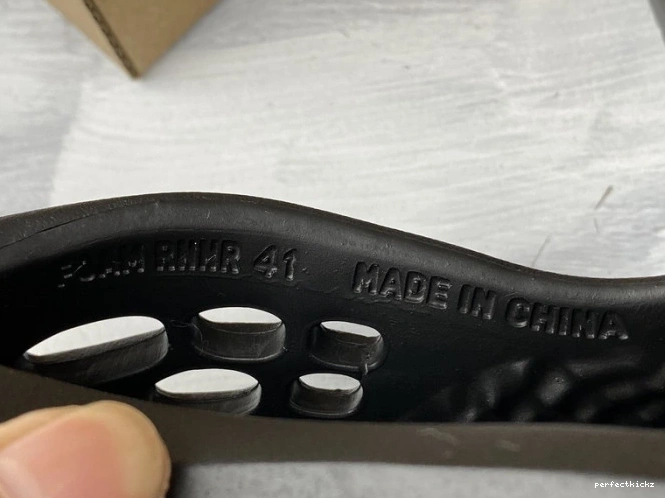 FOAM RNNR 41 MADE IN CHINA
perfectkickz